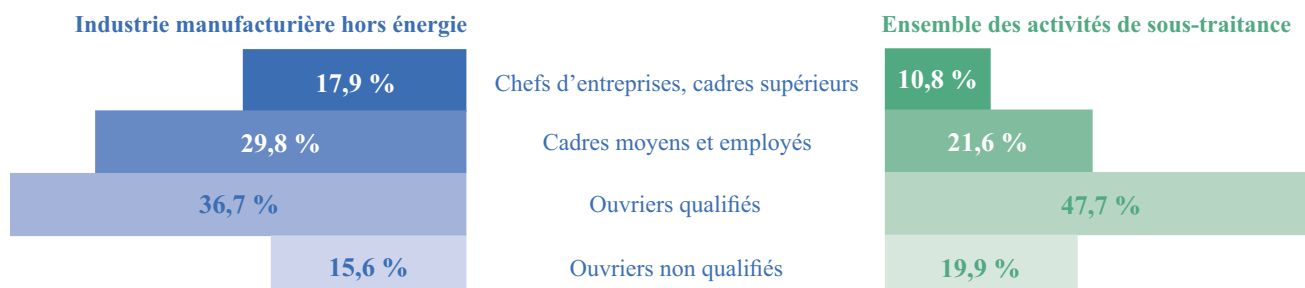 Industrie manufacturière hors énergie
Ensemble des activités de sous-traitance
17,9 %
Chefs d’entreprises, cadres supérieurs
10,8 %
29,8 %
Cadres moyens et employés
21,6 %
36,7 %
Ouvriers qualifiés
47,7 %
15,6 %
Ouvriers non qualifiés
19,9 %